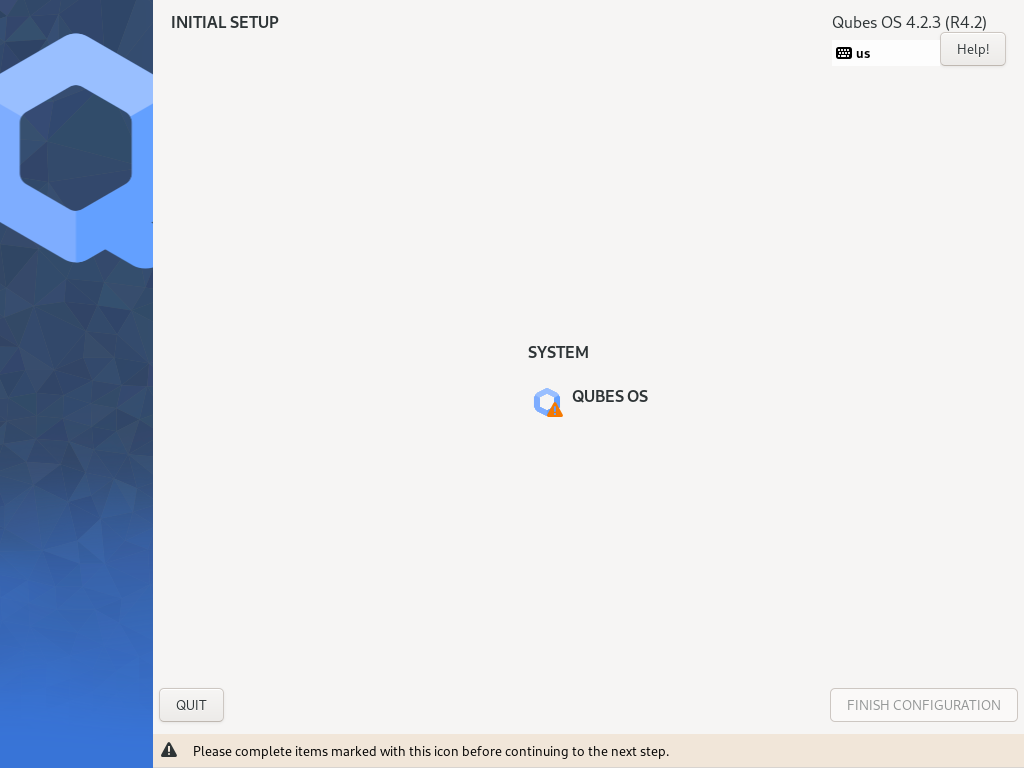 INITIAL SETUP
Qubes OS 4.2.3 (R4.2)
us
Help!
SYSTEM
QUBES OS
QUIT
FINISH CONFIGURATION
Please complete items marked with this icon before continuing to the next step.